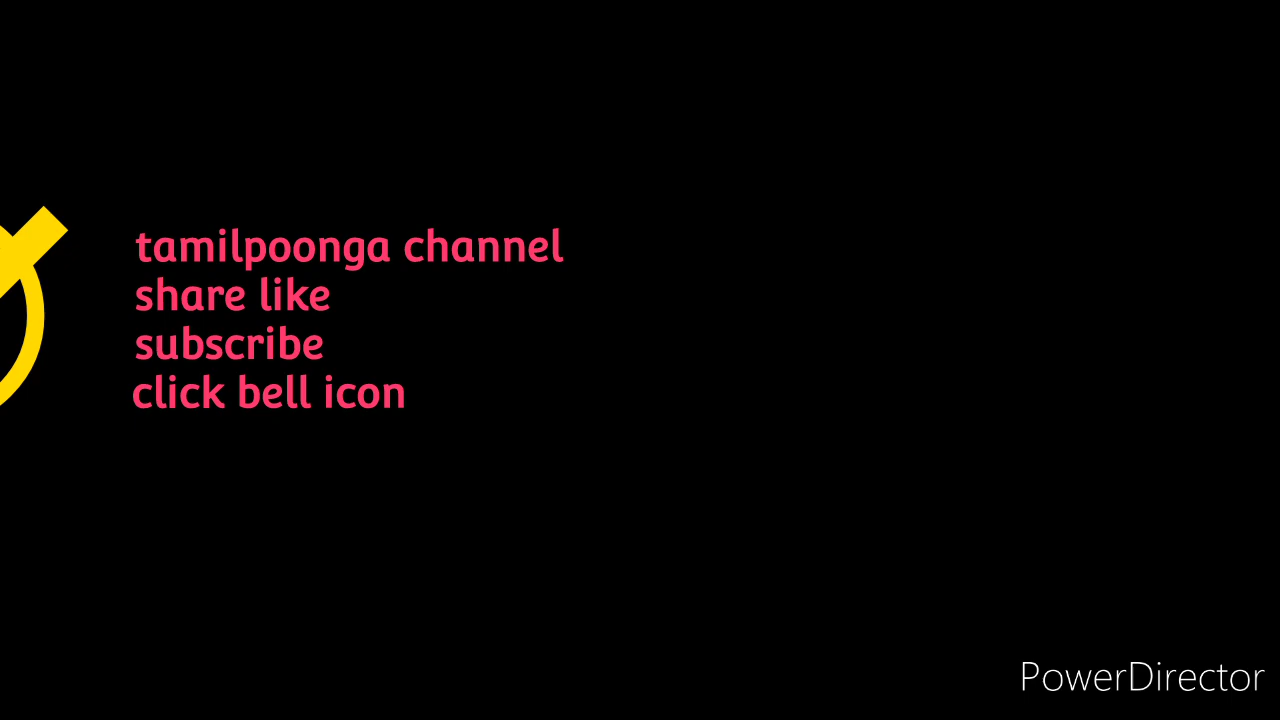 tamilpoonga channel
share like
subscribe
click bell icon
PowerDirector